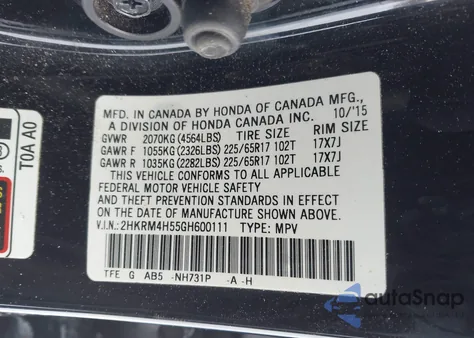 MFD. IN CANADA BY HONDA OF CANADA MFG.,
A DIVISION OF HONDA CANADA INC. 10/'15
GVWR 2070KG (4564LBS) TIRE SIZE RIM SIZE
GAWR F 1055KG (2326LBS) 225/65R17 102T 17X7J
GAWR R 1035KG (2282LBS) 225/65R17 102T 17X7J
THIS VEHICLE CONFORMS TO ALL APPLICABLE
FEDERAL MOTOR VEHICLE SAFETY
AND THEFT PREVENTION STANDARDS IN EFFECT ON
THE DATE OF MANUFACTURE SHOWN ABOVE.
V.I.N.: 2HKRM4H55GH600111 TYPE: MPV
TFE G AB5 -NH731P -A -H
TOA AO
autoSnap